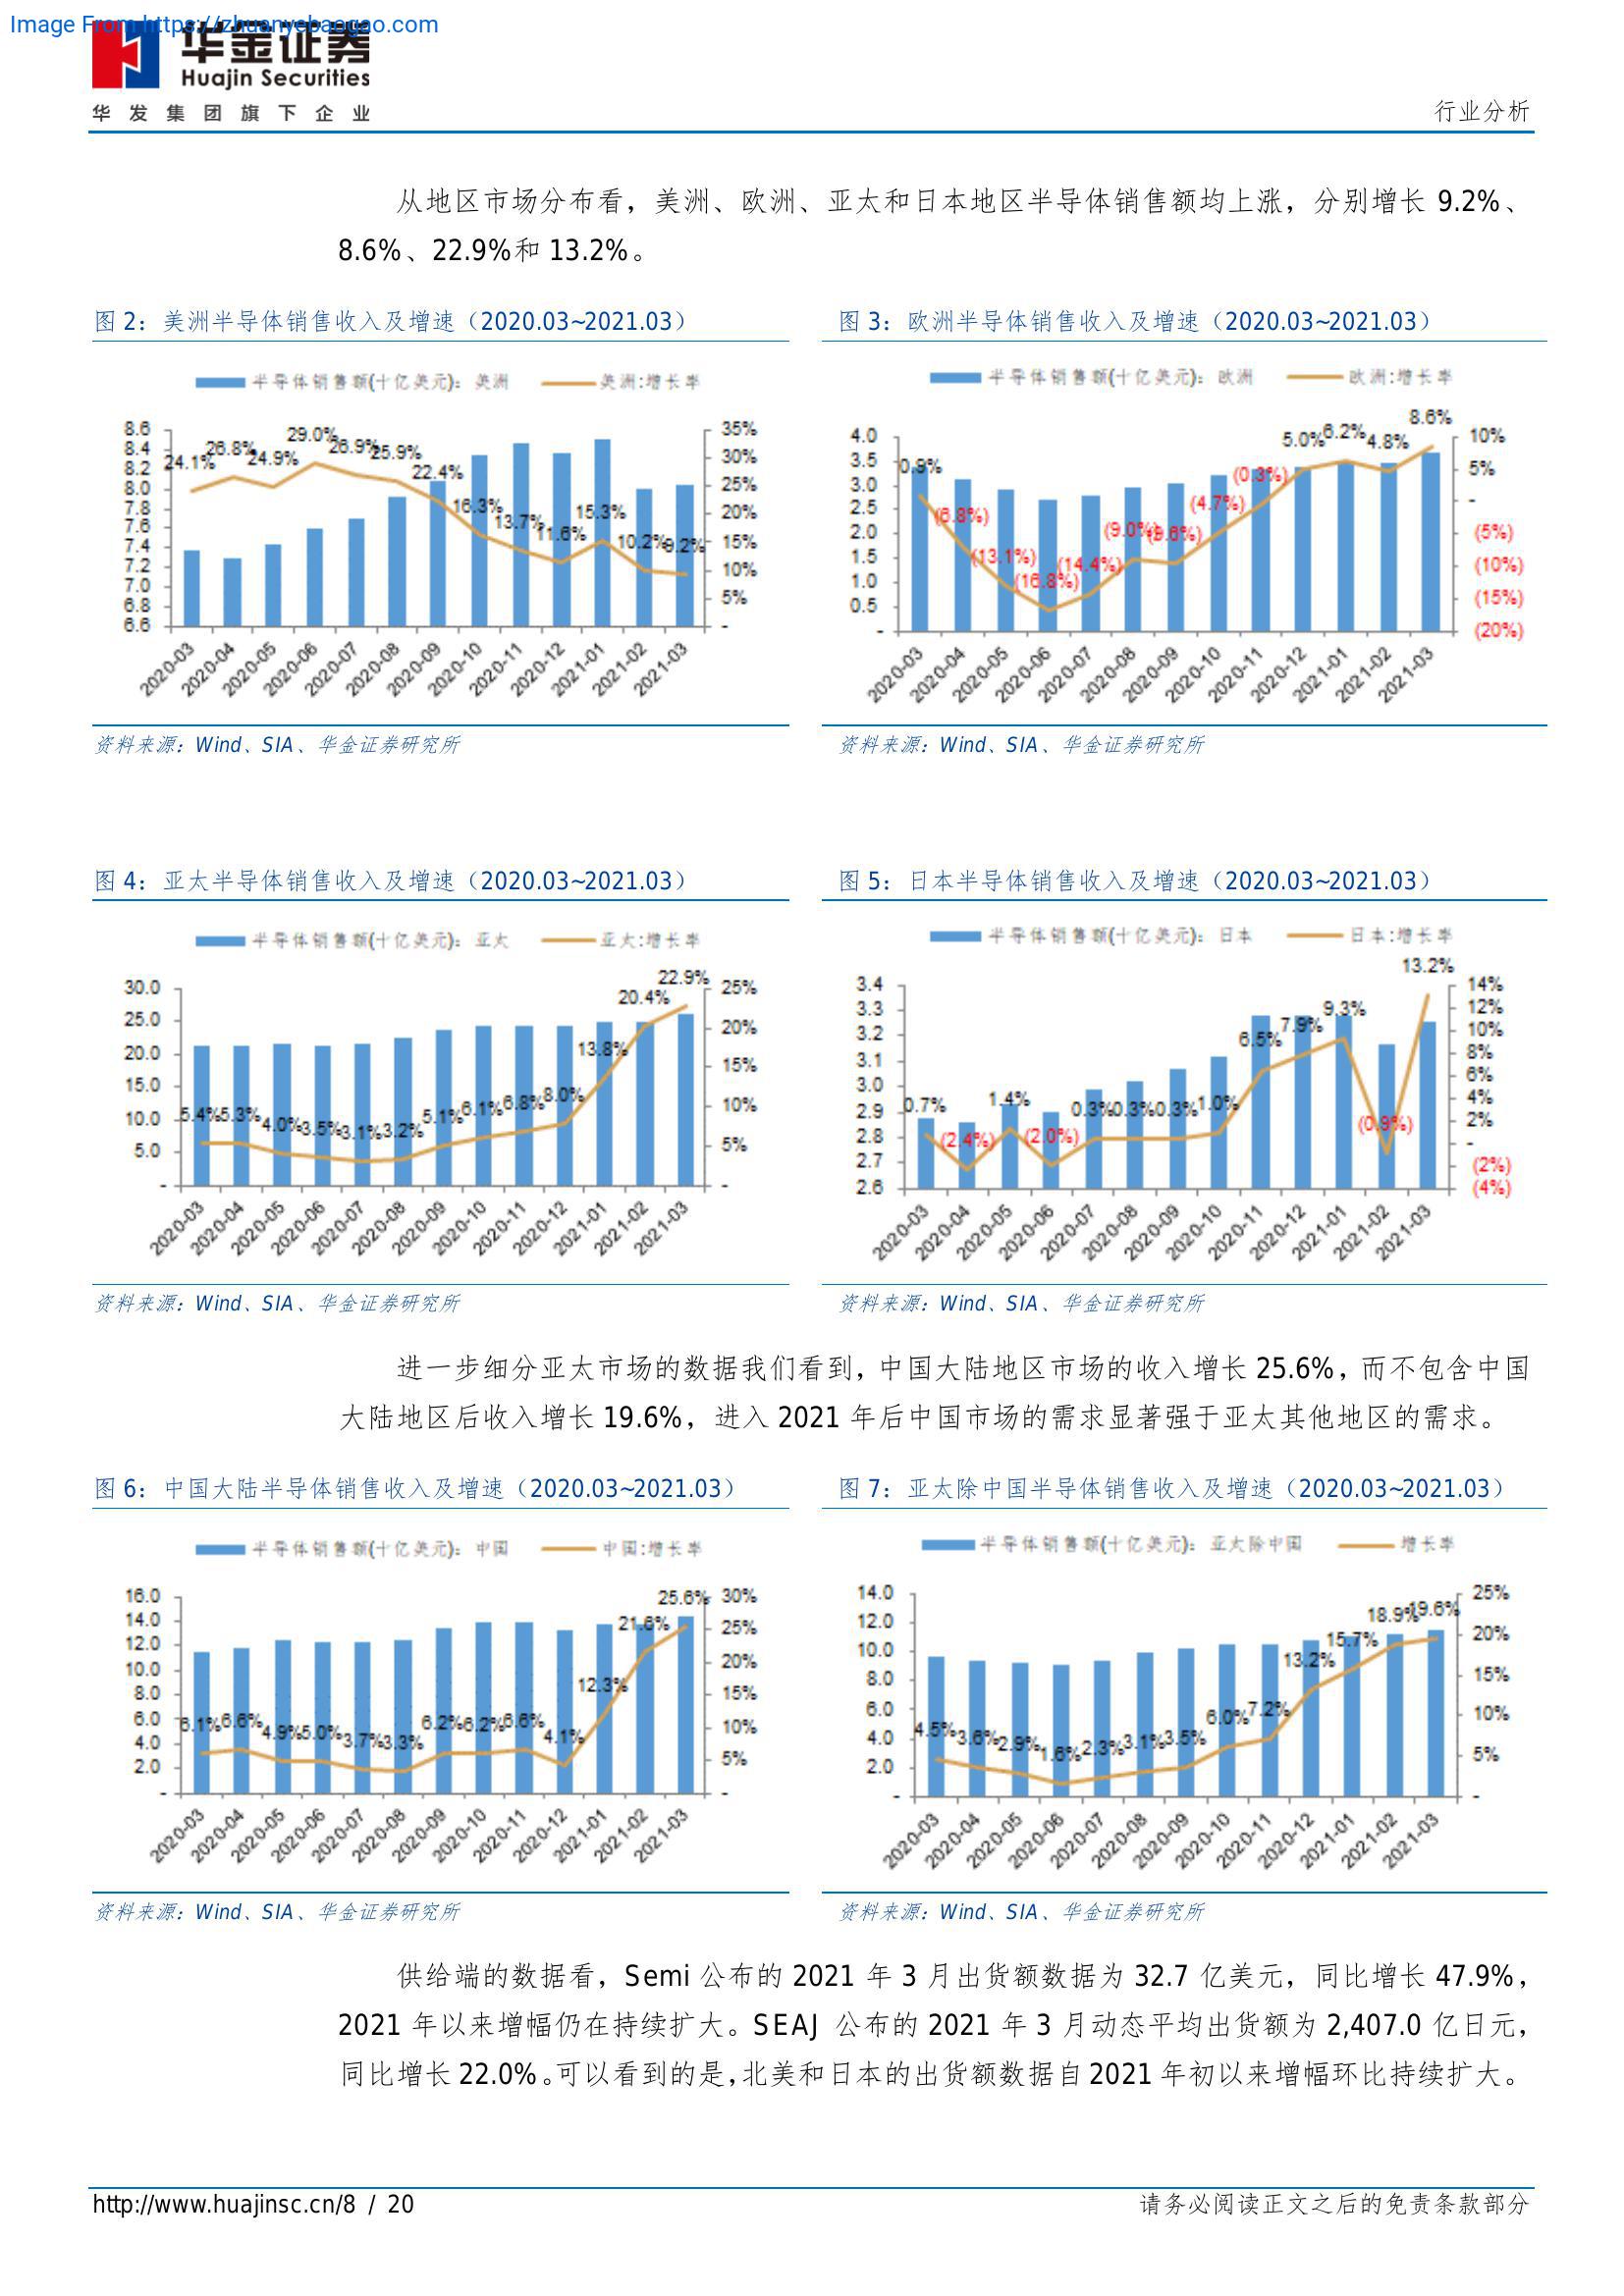 Image From https://zhuanyebaogao.com
华金证券
Huajin Securities
华发集团旗下企业
行业分析
从地区市场分布看，美洲、欧洲、亚太和日本地区半导体销售额均上涨，分别增长 9.2%、
8.6%、22.9%和 13.2%。
图 2：美洲半导体销售收入及增速（2020.03~2021.03）
半导体销售额(十亿美元)：美洲 美洲:增长率
8.6 8.4 8.2 8.0 7.8 7.6 7.4 7.2 7.0 6.8 6.6
24.1% 26.8% 24.9% 29.0% 26.9% 25.9% 22.4% 16.3% 13.7% 11.6% 15.3% 10.2% 9.2%
35% 30% 25% 20% 15% 10% 5% -
2020-03 2020-04 2020-05 2020-06 2020-07 2020-08 2020-09 2020-10 2020-11 2020-12 2021-01 2021-02 2021-03
资料来源：Wind、SIA、华金证券研究所
图 3：欧洲半导体销售收入及增速（2020.03~2021.03）
半导体销售额(十亿美元)：欧洲 欧洲:增长率
4.0 3.5 3.0 2.5 2.0 1.5 1.0 0.5 -
0.9% (6.8%) (13.1%) (16.8%) (14.4%) (9.0%) (9.6%) (4.7%) (0.3%) 5.0% 6.2% 4.8% 8.6%
10% 5% - (5%) (10%) (15%) (20%)
2020-03 2020-04 2020-05 2020-06 2020-07 2020-08 2020-09 2020-10 2020-11 2020-12 2021-01 2021-02 2021-03
资料来源：Wind、SIA、华金证券研究所
图 4：亚太半导体销售收入及增速（2020.03~2021.03）
半导体销售额(十亿美元)：亚太 亚太:增长率
30.0 25.0 20.0 15.0 10.0 5.0 -
5.4% 5.3% 4.0% 3.5% 3.1% 3.2% 5.1% 6.1% 6.8% 8.0% 13.8% 20.4% 22.9%
25% 20% 15% 10% 5% -
2020-03 2020-04 2020-05 2020-06 2020-07 2020-08 2020-09 2020-10 2020-11 2020-12 2021-01 2021-02 2021-03
资料来源：Wind、SIA、华金证券研究所
图 5：日本半导体销售收入及增速（2020.03~2021.03）
半导体销售额(十亿美元)：日本 日本:增长率
3.4 3.3 3.2 3.1 3.0 2.9 2.8 2.7 2.6
0.7% (2.4%) 1.4% (2.0%) 0.3% 0.3% 0.3% 1.0% 6.5% 7.9% 9.3% (0.9%) 13.2%
14% 12% 10% 8% 6% 4% 2% - (2%) (4%)
2020-03 2020-04 2020-05 2020-06 2020-07 2020-08 2020-09 2020-10 2020-11 2020-12 2021-01 2021-02 2021-03
资料来源：Wind、SIA、华金证券研究所
进一步细分亚太市场的数据我们看到，中国大陆地区市场的收入增长 25.6%，而不包含中国
大陆地区后收入增长 19.6%，进入 2021 年后中国市场的需求显著强于亚太其他地区的需求。
图 6：中国大陆半导体销售收入及增速（2020.03~2021.03）
半导体销售额(十亿美元)：中国 中国:增长率
16.0 14.0 12.0 10.0 8.0 6.0 4.0 2.0 -
6.1% 6.6% 4.9% 5.0% 3.7% 3.3% 6.2% 6.2% 6.6% 4.1% 12.3% 21.6% 25.6%
30% 25% 20% 15% 10% 5% -
2020-03 2020-04 2020-05 2020-06 2020-07 2020-08 2020-09 2020-10 2020-11 2020-12 2021-01 2021-02 2021-03
资料来源：Wind、SIA、华金证券研究所
图 7：亚太除中国半导体销售收入及增速（2020.03~2021.03）
半导体销售额(十亿美元)：亚太除中国 增长率
14.0 12.0 10.0 8.0 6.0 4.0 2.0 -
4.5% 3.6% 2.9% 1.6% 2.3% 3.1% 3.5% 6.0% 7.2% 13.2% 15.7% 18.9% 19.6%
25% 20% 15% 10% 5% -
2020-03 2020-04 2020-05 2020-06 2020-07 2020-08 2020-09 2020-10 2020-11 2020-12 2021-01 2021-02 2021-03
资料来源：Wind、SIA、华金证券研究所
供给端的数据看，Semi 公布的 2021 年 3 月出货额数据为 32.7 亿美元，同比增长 47.9%，
2021 年以来增幅仍在持续扩大。SEAJ 公布的 2021 年 3 月动态平均出货额为 2,407.0 亿日元，
同比增长 22.0%。可以看到的是，北美和日本的出货额数据自 2021 年初以来增幅环比持续扩大。
http://www.huajinsc.cn/8 / 20
请务必阅读正文之后的免责条款部分